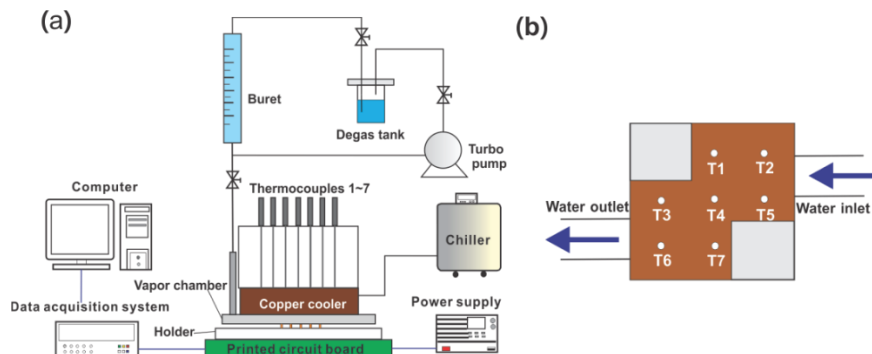 (a)
Buret
Degas tank
Turbo
pump
Computer
Thermocouples 1~7
Chiller
Vapor chamber
Copper cooler
Data acquisition system
Power supply
Holder
Printed circuit board
(b)
T1
T2
Water outlet
T3
T4
T5
Water inlet
T6
T7